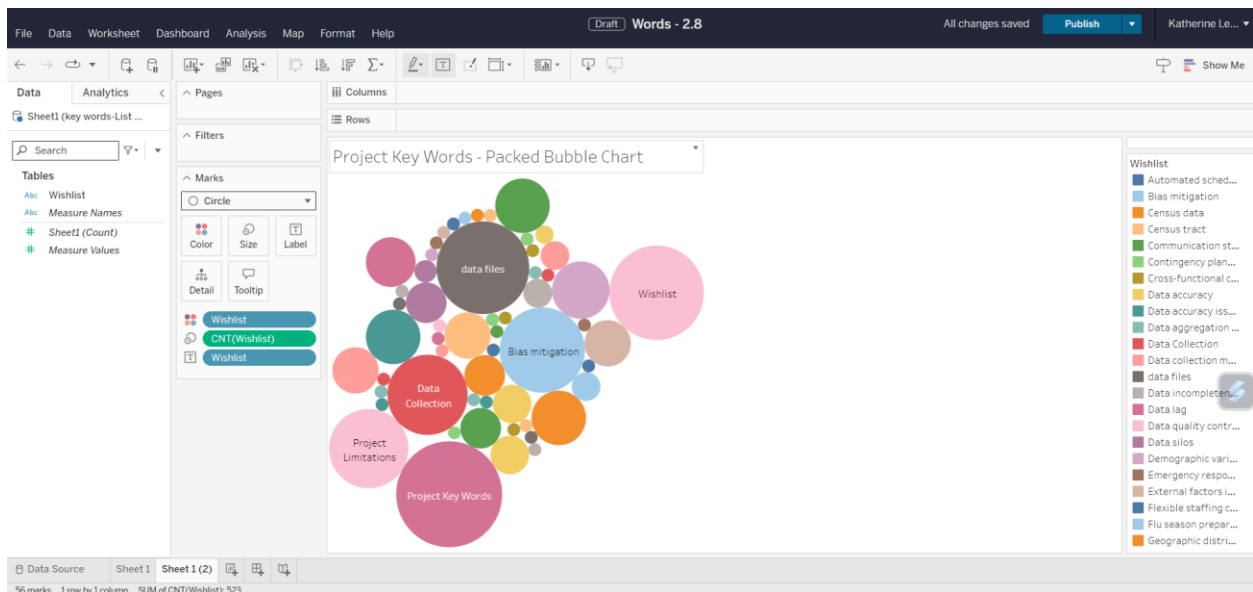 Draft Words - 2.8 All changes saved Publish Katherine Le...
File Data Worksheet Dashboard Analysis Map Format Help
Show Me
Data Analytics
Sheet1 (key words-List ...
Search
Tables
Abc Wishlist
Abc Measure Names
# Sheet1 (Count)
# Measure Values
Pages
Filters
Marks
Circle
Color Size Label
Detail Tooltip
Wishlist
CNT(Wishlist)
Wishlist
Columns
Rows
Project Key Words - Packed Bubble Chart
data files
Wishlist
Bias mitigation
Data
Collection
Project
Limitations
Project Key Words
Wishlist
Automated sched...
Bias mitigation
Census data
Census tract
Communication st...
Contingency plan...
Cross-functional c...
Data accuracy
Data accuracy iss...
Data aggregation ...
Data Collection
Data collection m...
data files
Data incompleten...
Data lag
Data quality contr...
Data silos
Demographic vari...
Emergency respo...
External factors i...
Flexible staffing c...
Flu season prepar...
Geographic distri...
Data Source Sheet 1 Sheet 1 (2)
56 marks 1 row by 1 column SUM of CNT(Wishlist): 523